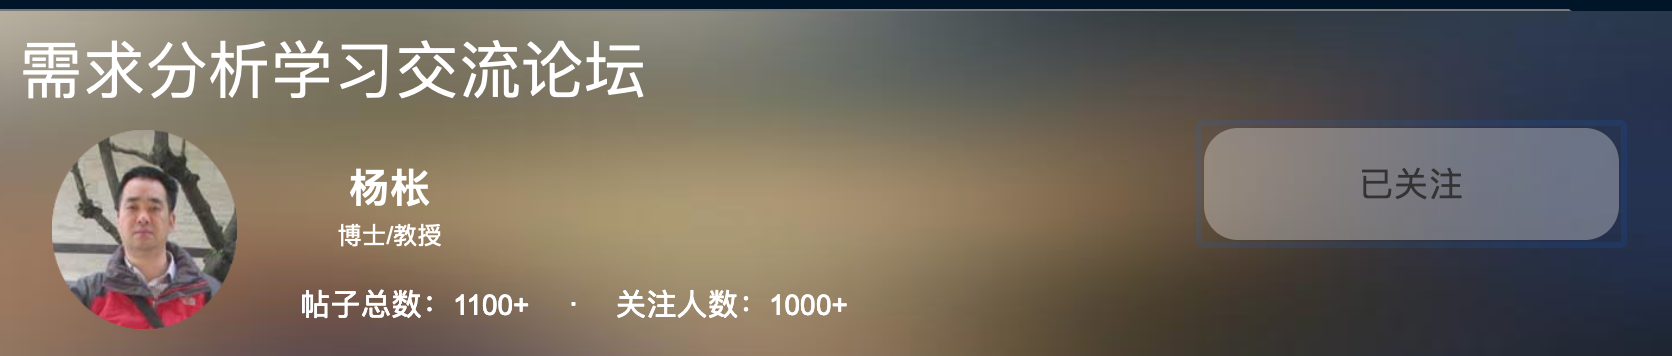 需求分析学习交流论坛
杨枨
博士/教授
已关注
帖子总数：1100+ · 关注人数：1000+